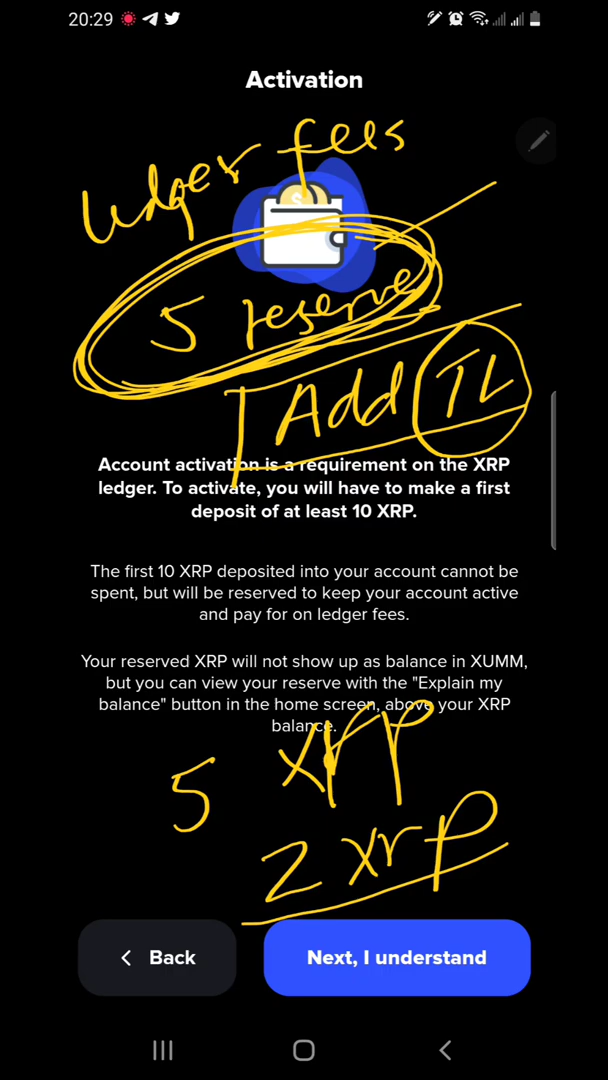 20:29
Activation
ledger fees
5 reserve
Add TL
Account activation is a requirement on the XRP
ledger. To activate, you will have to make a first
deposit of at least 10 XRP.
The first 10 XRP deposited into your account cannot be
spent, but will be reserved to keep your account active
and pay for on ledger fees.
Your reserved XRP will not show up as balance in XUMM,
but you can view your reserve with the "Explain my
balance" button in the home screen, above your XRP
balance.
5 xrp
2 xrp
Back
Next, I understand